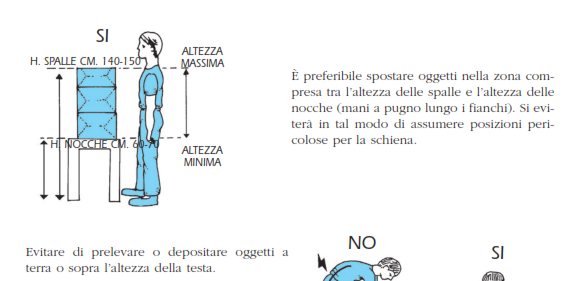 SI
H. SPALLE CM. 140-150
ALTEZZA
MASSIMA
È preferibile spostare oggetti nella zona com-
presa tra l'altezza delle spalle e l'altezza delle
nocche (mani a pugno lungo i fianchi). Si evi-
terà in tal modo di assumere posizioni peri-
colose per la schiena.
H. NOCCHE CM. 60-70
ALTEZZA
MINIMA
Evitare di prelevare o depositare oggetti a
terra o sopra l'altezza della testa.
NO
SI